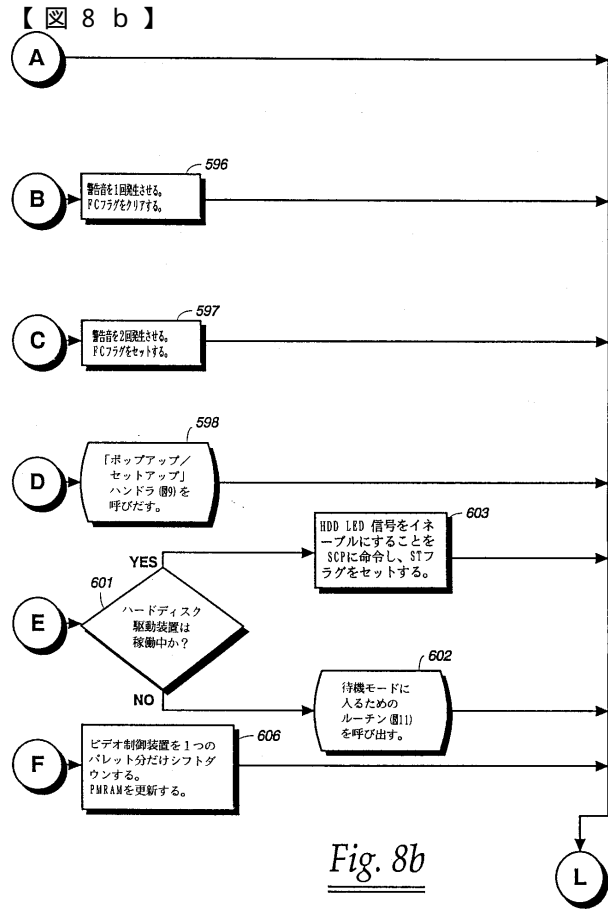 【図8b】
A
596
B
警告音を1回発生させる。
FCフラグをクリアする。
597
C
警告音を2回発生させる。
FCフラグをセットする。
598
D
「ポップアップ/
セットアップ」
ハンドラ(図9)を
呼びだす。
603
HDD LED 信号をイネ
ーブルにすることを
SCPに命令し、STフ
ラグをセットする。
YES
601
E
ハードディスク
駆動装置は
稼働中か?
NO
602
待機モードに
入るための
ルーチン(図11)
を呼び出す。
606
F
ビデオ制御装置を1つの
パレット分だけシフトダ
ウンする。
PMRAMを更新する。
Fig. 8b
L